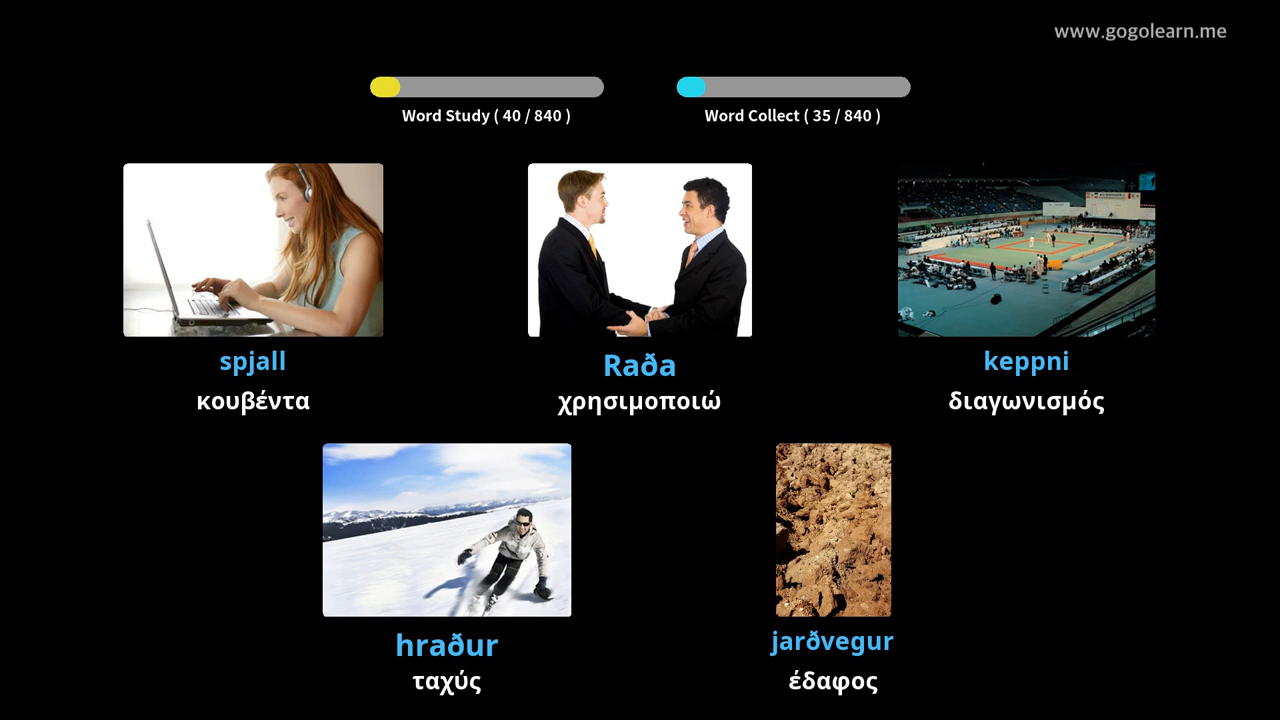 www.gogolearn.me
Word Study ( 40 / 840 )
Word Collect ( 35 / 840 )
spjall
κουβέντα
Raða
χρησιμοποιώ
keppni
διαγωνισμός
hraður
ταχύς
jarðvegur
έδαφος